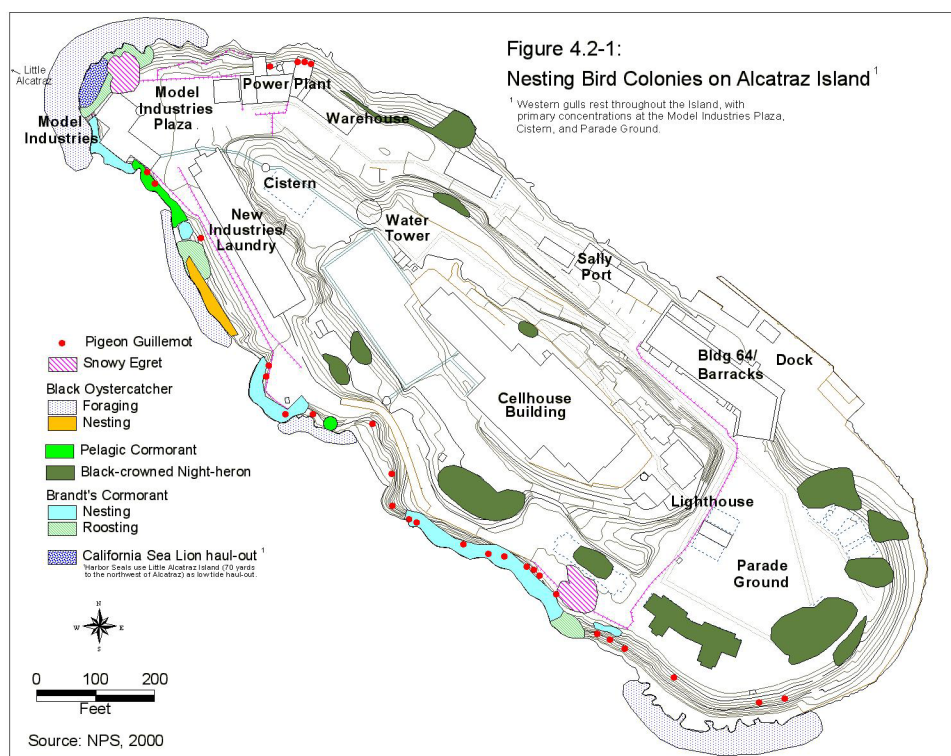 Figure 4.2-1:
Nesting Bird Colonies on Alcatraz Island 1
1 Western gulls rest throughout the Island, with
primary concentrations at the Model Industries Plaza,
Cistern, and Parade Ground.
Little
Alcatraz
Model
Industries
Model
Industries
Plaza
Power Plant
Warehouse
Cistern
New
Industries/
Laundry
Water
Tower
Sally
Port
Bldg 64/
Barracks
Dock
Cellhouse
Building
Lighthouse
Parade
Ground
Pigeon Guillemot
Snowy Egret
Black Oystercatcher
Foraging
Nesting
Pelagic Cormorant
Black-crowned Night-heron
Brandt's Cormorant
Nesting
Roosting
California Sea Lion haul-out 1
1Harbor Seals use Little Alcatraz Island (70 yards
to the northwest of Alcatraz) as low tide haul-out.
N
W E
S
0 100 200
Feet
Source: NPS, 2000